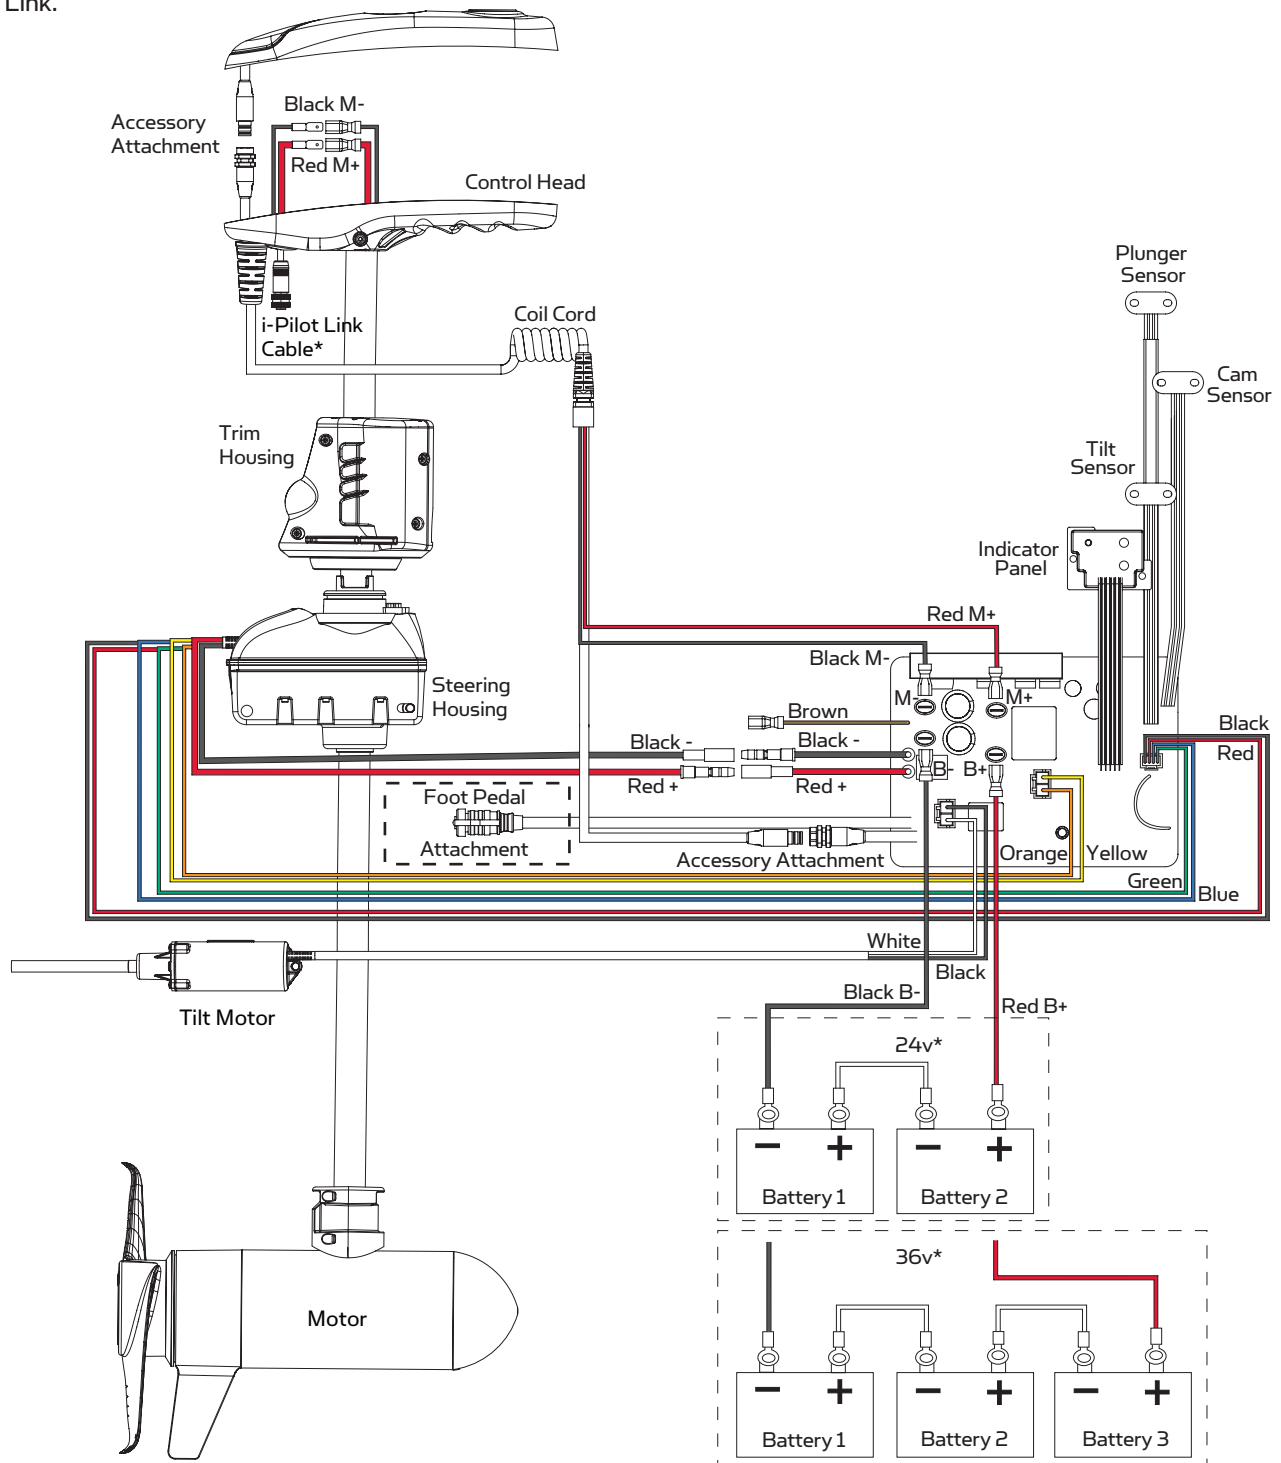 Link.
Black M-
Accessory
Attachment
Red M+
Control Head
Plunger
Sensor
i-Pilot Link
Cable*
Coil Cord
Cam
Sensor
Trim
Housing
Tilt
Sensor
Indicator
Panel
Red M+
Black M-
M-
M+
Steering
Housing
Brown
Black
Red
Black -
Black -
B-
B+
Red +
Red +
Foot Pedal
Attachment
Accessory Attachment
Orange
Yellow
Green
Blue
White
Black
Black B-
Red B+
Tilt Motor
24v*
− + − +
Battery 1
Battery 2
36v*
Motor
− + − + − +
Battery 1
Battery 2
Battery 3